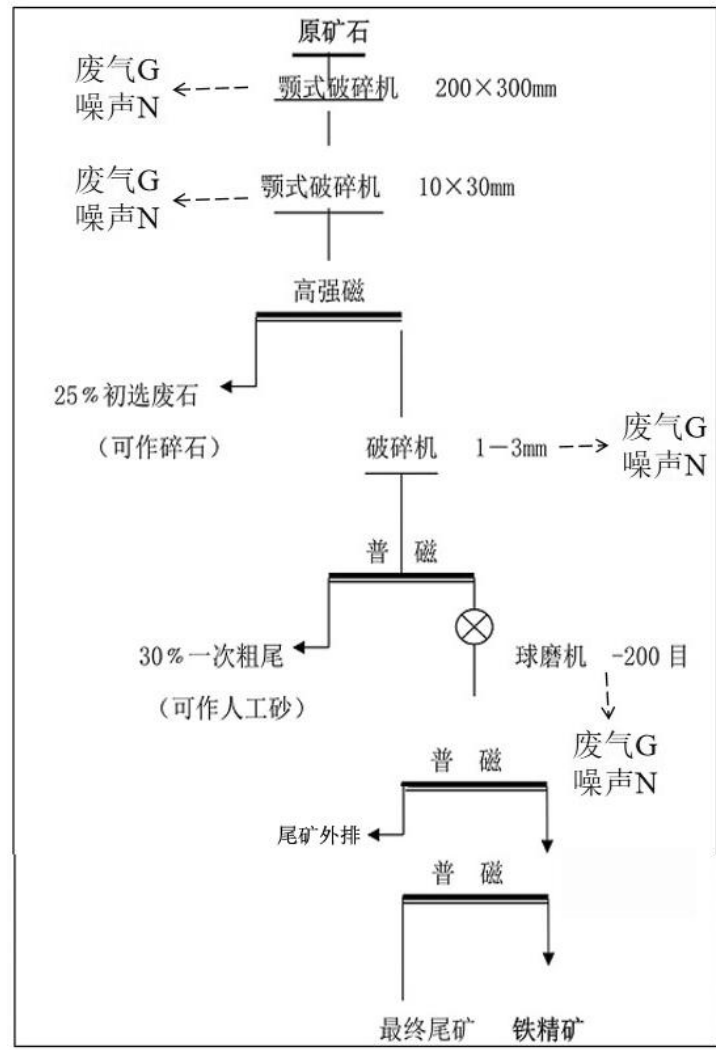 原矿石
废气G
噪声N
颚式破碎机 200×300mm
废气G
噪声N
颚式破碎机 10×30mm
高强磁
25%初选废石
（可作碎石）
破碎机 1－3mm
废气G
噪声N
普 磁
30%一次粗尾
（可作人工砂）
球磨机 -200 目
废气G
噪声N
普 磁
尾矿外排
普 磁
最终尾矿 铁精矿